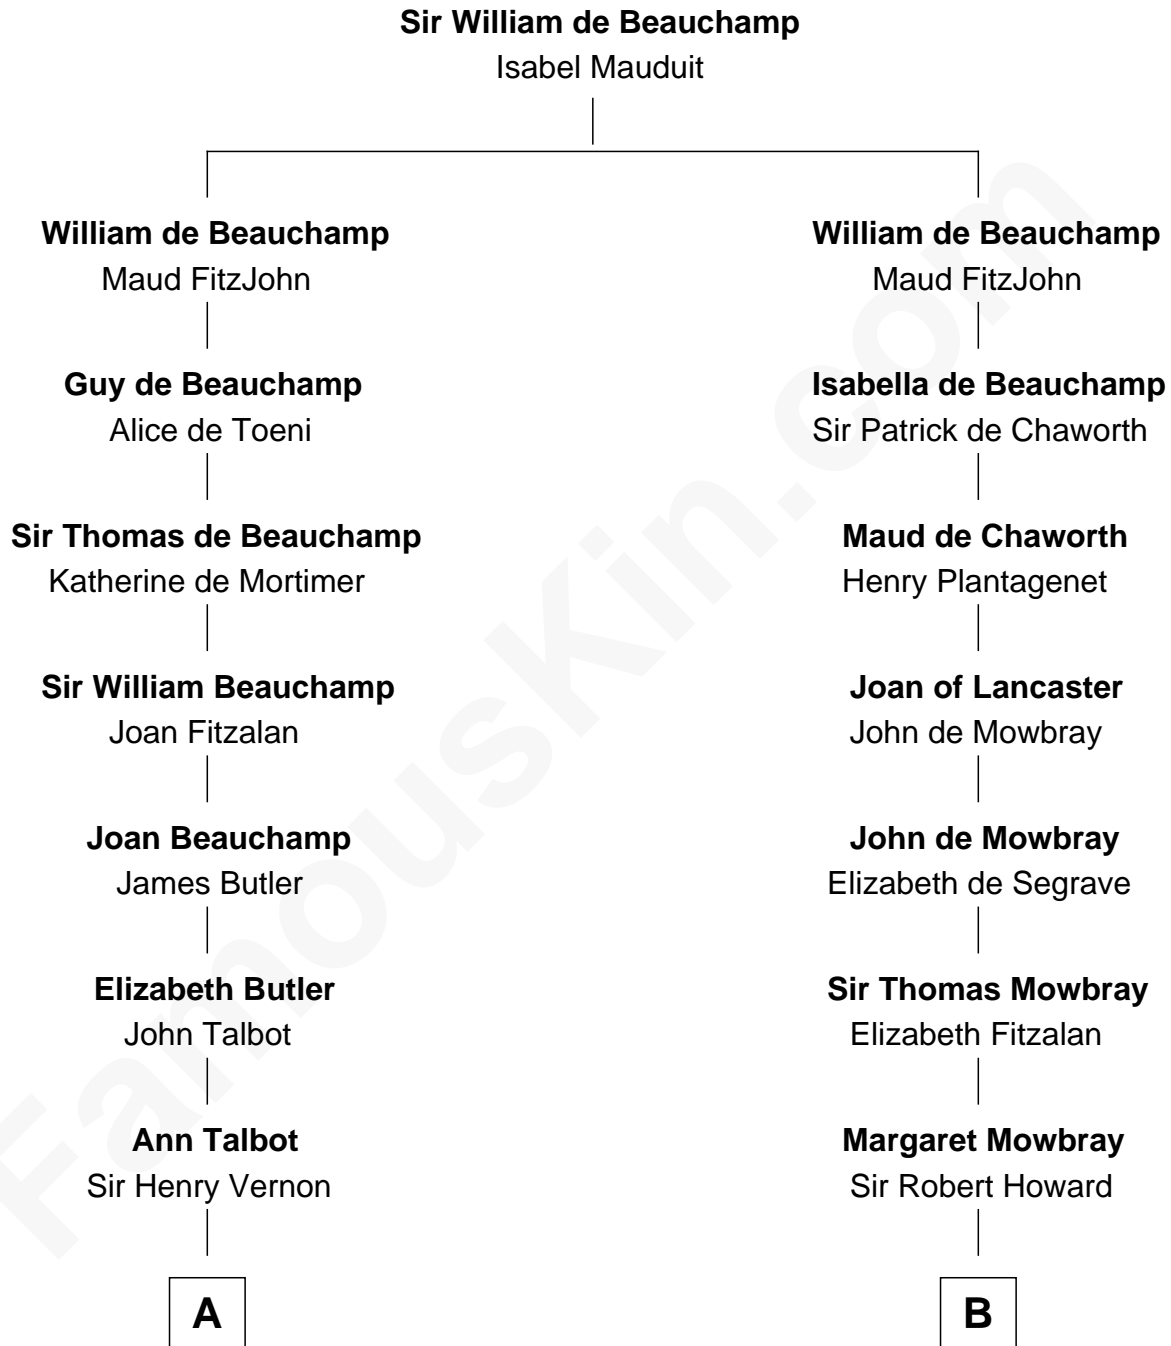 Sir William de Beauchamp
Isabel Mauduit
William de Beauchamp
Maud FitzJohn
William de Beauchamp
Maud FitzJohn
Guy de Beauchamp
Alice de Toeni
Isabella de Beauchamp
Sir Patrick de Chaworth
Sir Thomas de Beauchamp
Katherine de Mortimer
Maud de Chaworth
Henry Plantagenet
Sir William Beauchamp
Joan Fitzalan
Joan of Lancaster
John de Mowbray
Joan Beauchamp
James Butler
John de Mowbray
Elizabeth de Segrave
Elizabeth Butler
John Talbot
Sir Thomas Mowbray
Elizabeth Fitzalan
Ann Talbot
Sir Henry Vernon
Margaret Mowbray
Sir Robert Howard
A
B
FamousKin.com